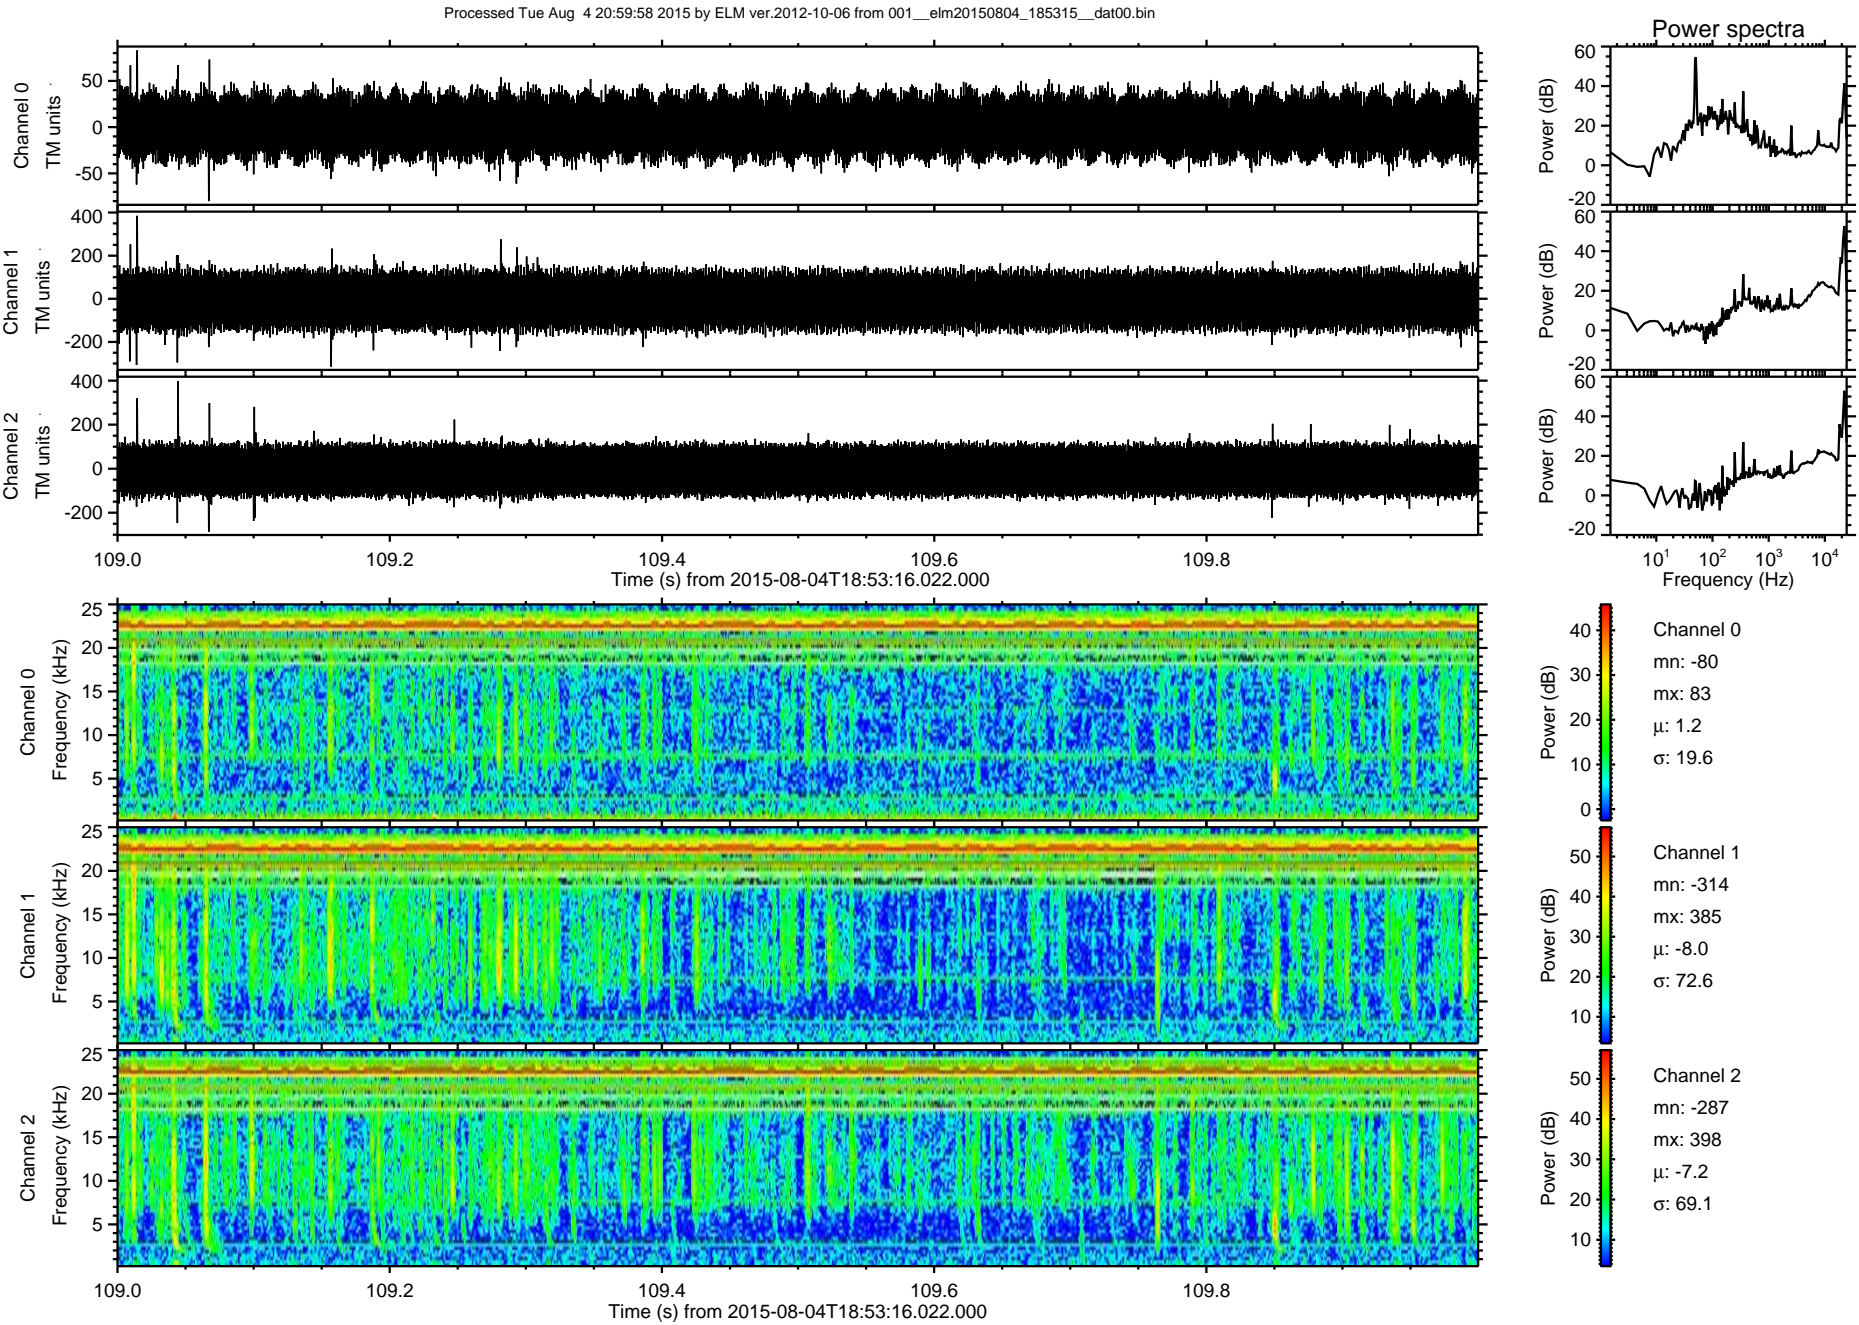 Processed Tue Aug  4 20:59:58 2015 by ELM ver.2012-10-06 from 001__elm20150804_185315__dat00.bin
Power spectra
Channel 0
TM units
50
0
-50
Power (dB)
60
40
20
0
-20
Channel 1
TM units
400
200
0
-200
Power (dB)
60
40
20
0
-20
Channel 2
TM units
400
200
0
-200
Power (dB)
60
40
20
0
-20
109.0 109.2 109.4 109.6 109.8
Time (s) from 2015-08-04T18:53:16.022.000
10¹ 10² 10³ 10⁴
Frequency (Hz)
Channel 0
Frequency (kHz)
25
20
15
10
5
Power (dB)
40
30
20
10
0
Channel 0
mn: -80
mx: 83
μ: 1.2
σ: 19.6
Channel 1
Frequency (kHz)
25
20
15
10
5
Power (dB)
50
40
30
20
10
Channel 1
mn: -314
mx: 385
μ: -8.0
σ: 72.6
Channel 2
Frequency (kHz)
25
20
15
10
5
Power (dB)
50
40
30
20
10
Channel 2
mn: -287
mx: 398
μ: -7.2
σ: 69.1
109.0 109.2 109.4 109.6 109.8
Time (s) from 2015-08-04T18:53:16.022.000